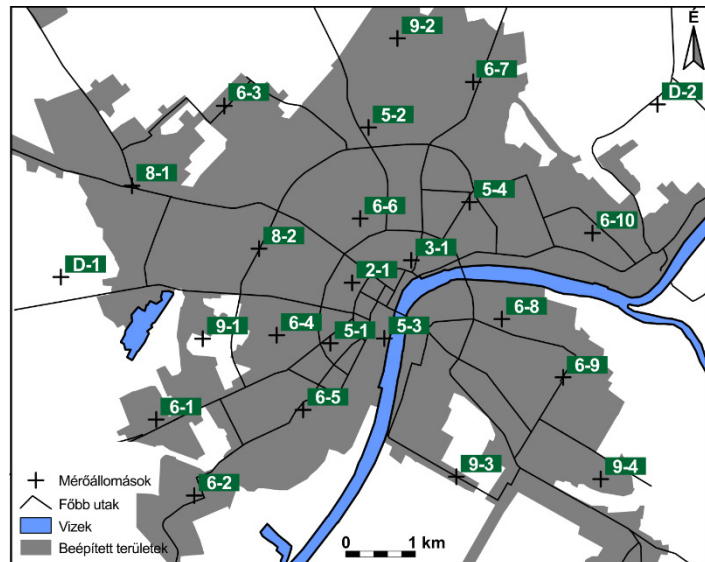 9-2
É
6-7
6-3
D-2
5-2
8-1
5-4
6-6
6-10
8-2
3-1
D-1
2-1
6-8
9-1
6-4
5-1
5-3
6-9
6-1
6-5
9-3
9-4
6-2
Mérőállomások
Főbb utak
Vizek
Beépített területek
0 1 km